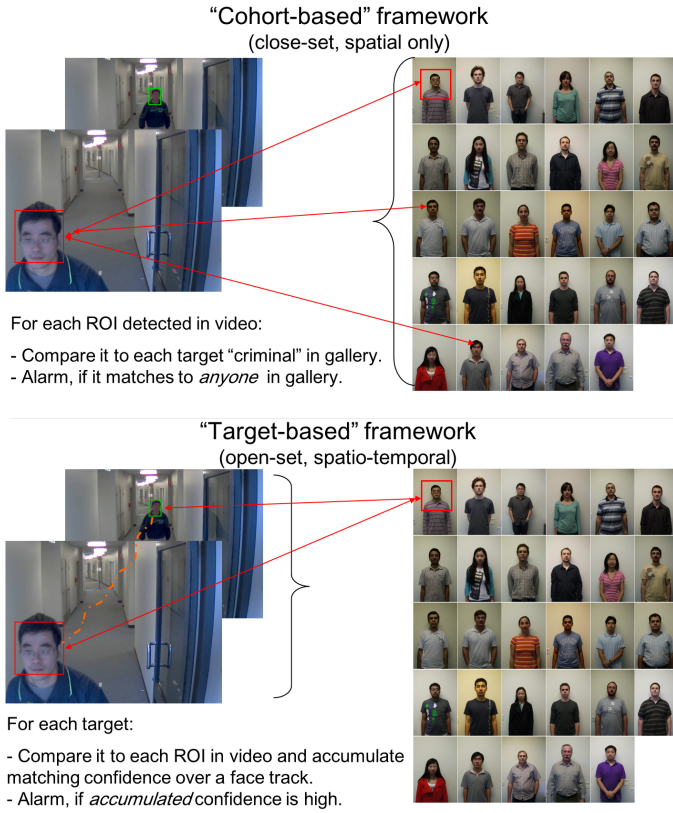 “Cohort-based” framework
(close-set, spatial only)
For each ROI detected in video:
- Compare it to each target “criminal” in gallery.
- Alarm, if it matches to anyone in gallery.
“Target-based” framework
(open-set, spatio-temporal)
For each target:
- Compare it to each ROI in video and accumulate
matching confidence over a face track.
- Alarm, if accumulated confidence is high.